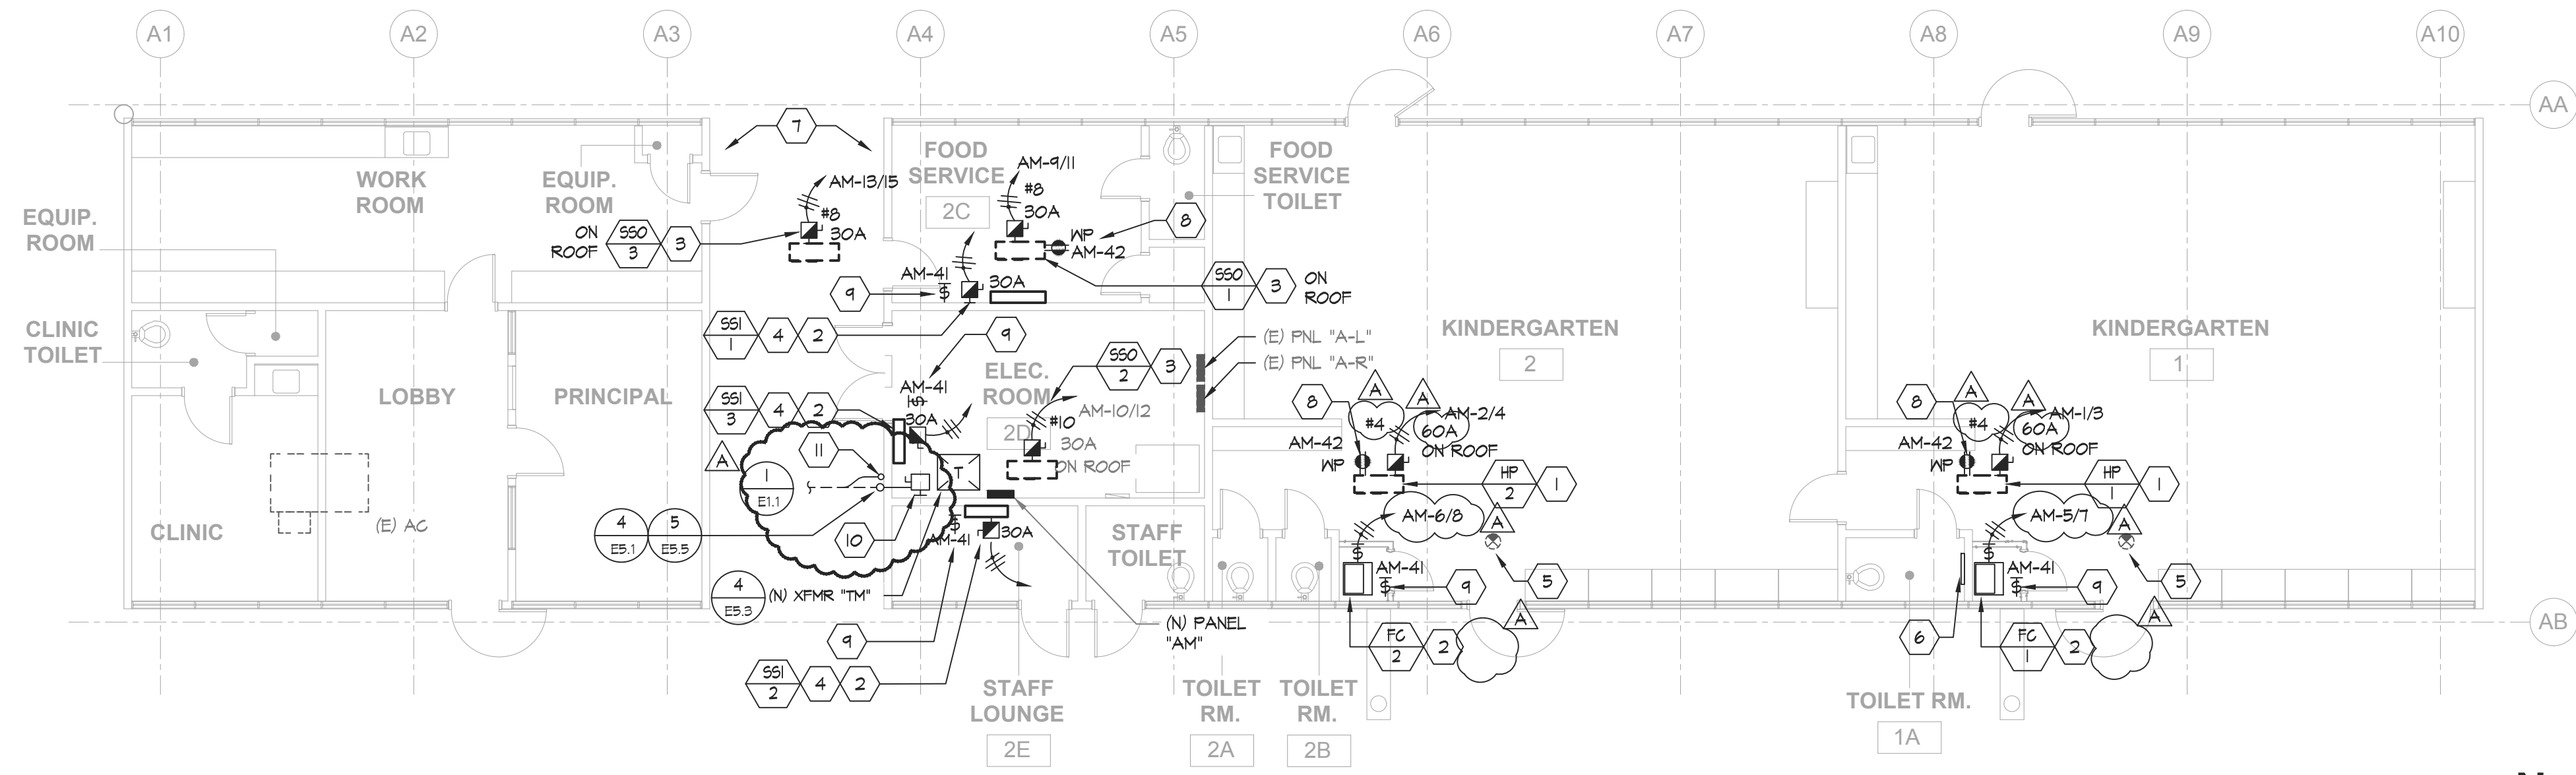 A1 A2 A3 A4 A5 A6 A7 A8 A9 A10
AA
7
FOOD
SERVICE
2C
FOOD
SERVICE
TOILET
WORK
ROOM
EQUIP.
ROOM
EQUIP.
ROOM
AM-13/15
#8
30A
AM-9/11
#8
30A
WP
AM-42
8
ON
ROOF
SSO
3
3
SSO
1
3
ON
ROOF
AM-41
30A
9
CLINIC
TOILET
SSI
1
4
2
9
(E) PNL "A-L"
(E) PNL "A-R"
KINDERGARTEN
2
KINDERGARTEN
1
LOBBY
PRINCIPAL
ELEC.
ROOM
2D
SSO
2
3
AM-10/12
#10
30A
ON ROOF
AM-41
$
30A
SSI
3
4
2
8
A
A
#4
AM-2/4
60A
ON ROOF
AM-42
WP
HP
2
1
8
A
A
#4
AM-1/3
60A
ON ROOF
AM-42
WP
HP
1
1
A
11
1
E1.1
T
10
CLINIC
(E) AC
4
E5.1
5
E5.5
AM-41
$
30A
STAFF
TOILET
AM-6/8
A
5
$
AM-41
$
9
AM-5/7
A
5
$
AM-41
$
9
6
4
E5.3
(N) XFMR "TM"
9
(N) PANEL
"AM"
FC
2
2
A
FC
1
2
A
AB
SSI
2
4
2
STAFF
LOUNGE
2E
TOILET
RM.
2A
TOILET
RM.
2B
TOILET RM.
1A